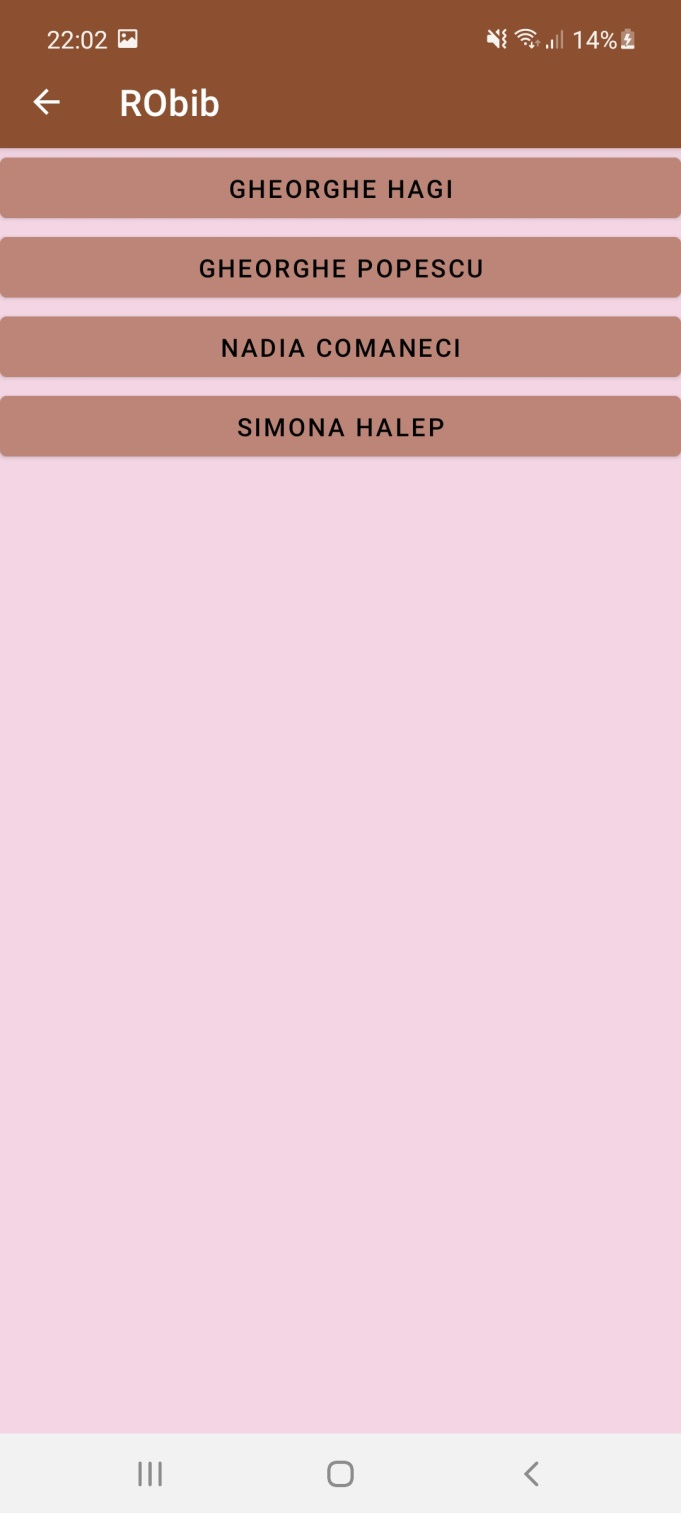 22:02 14%
RObib
GHEORGHE HAGI
GHEORGHE POPESCU
NADIA COMANECI
SIMONA HALEP